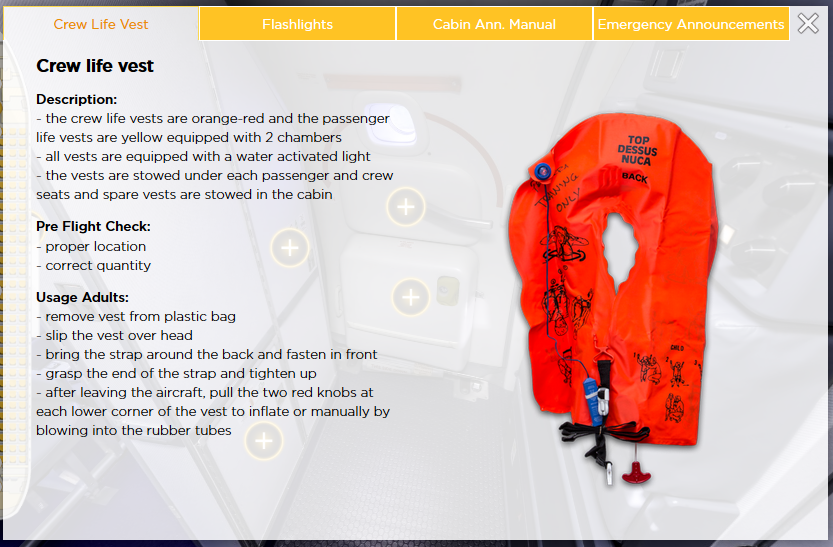 Crew Life Vest
Flashlights
Cabin Ann. Manual
Emergency Announcements
Crew life vest
Description:
- the crew life vests are orange-red and the passenger
life vests are yellow equipped with 2 chambers
- all vests are equipped with a water activated light
- the vests are stowed under each passenger and crew
seats and spare vests are stowed in the cabin
Pre Flight Check:
- proper location
- correct quantity
Usage Adults:
- remove vest from plastic bag
- slip the vest over head
- bring the strap around the back and fasten in front
- grasp the end of the strap and tighten up
- after leaving the aircraft, pull the two red knobs at
each lower corner of the vest to inflate or manually by
blowing into the rubber tubes
TOP
DESSUS
NUCA
BACK
TRAINING
ONLY